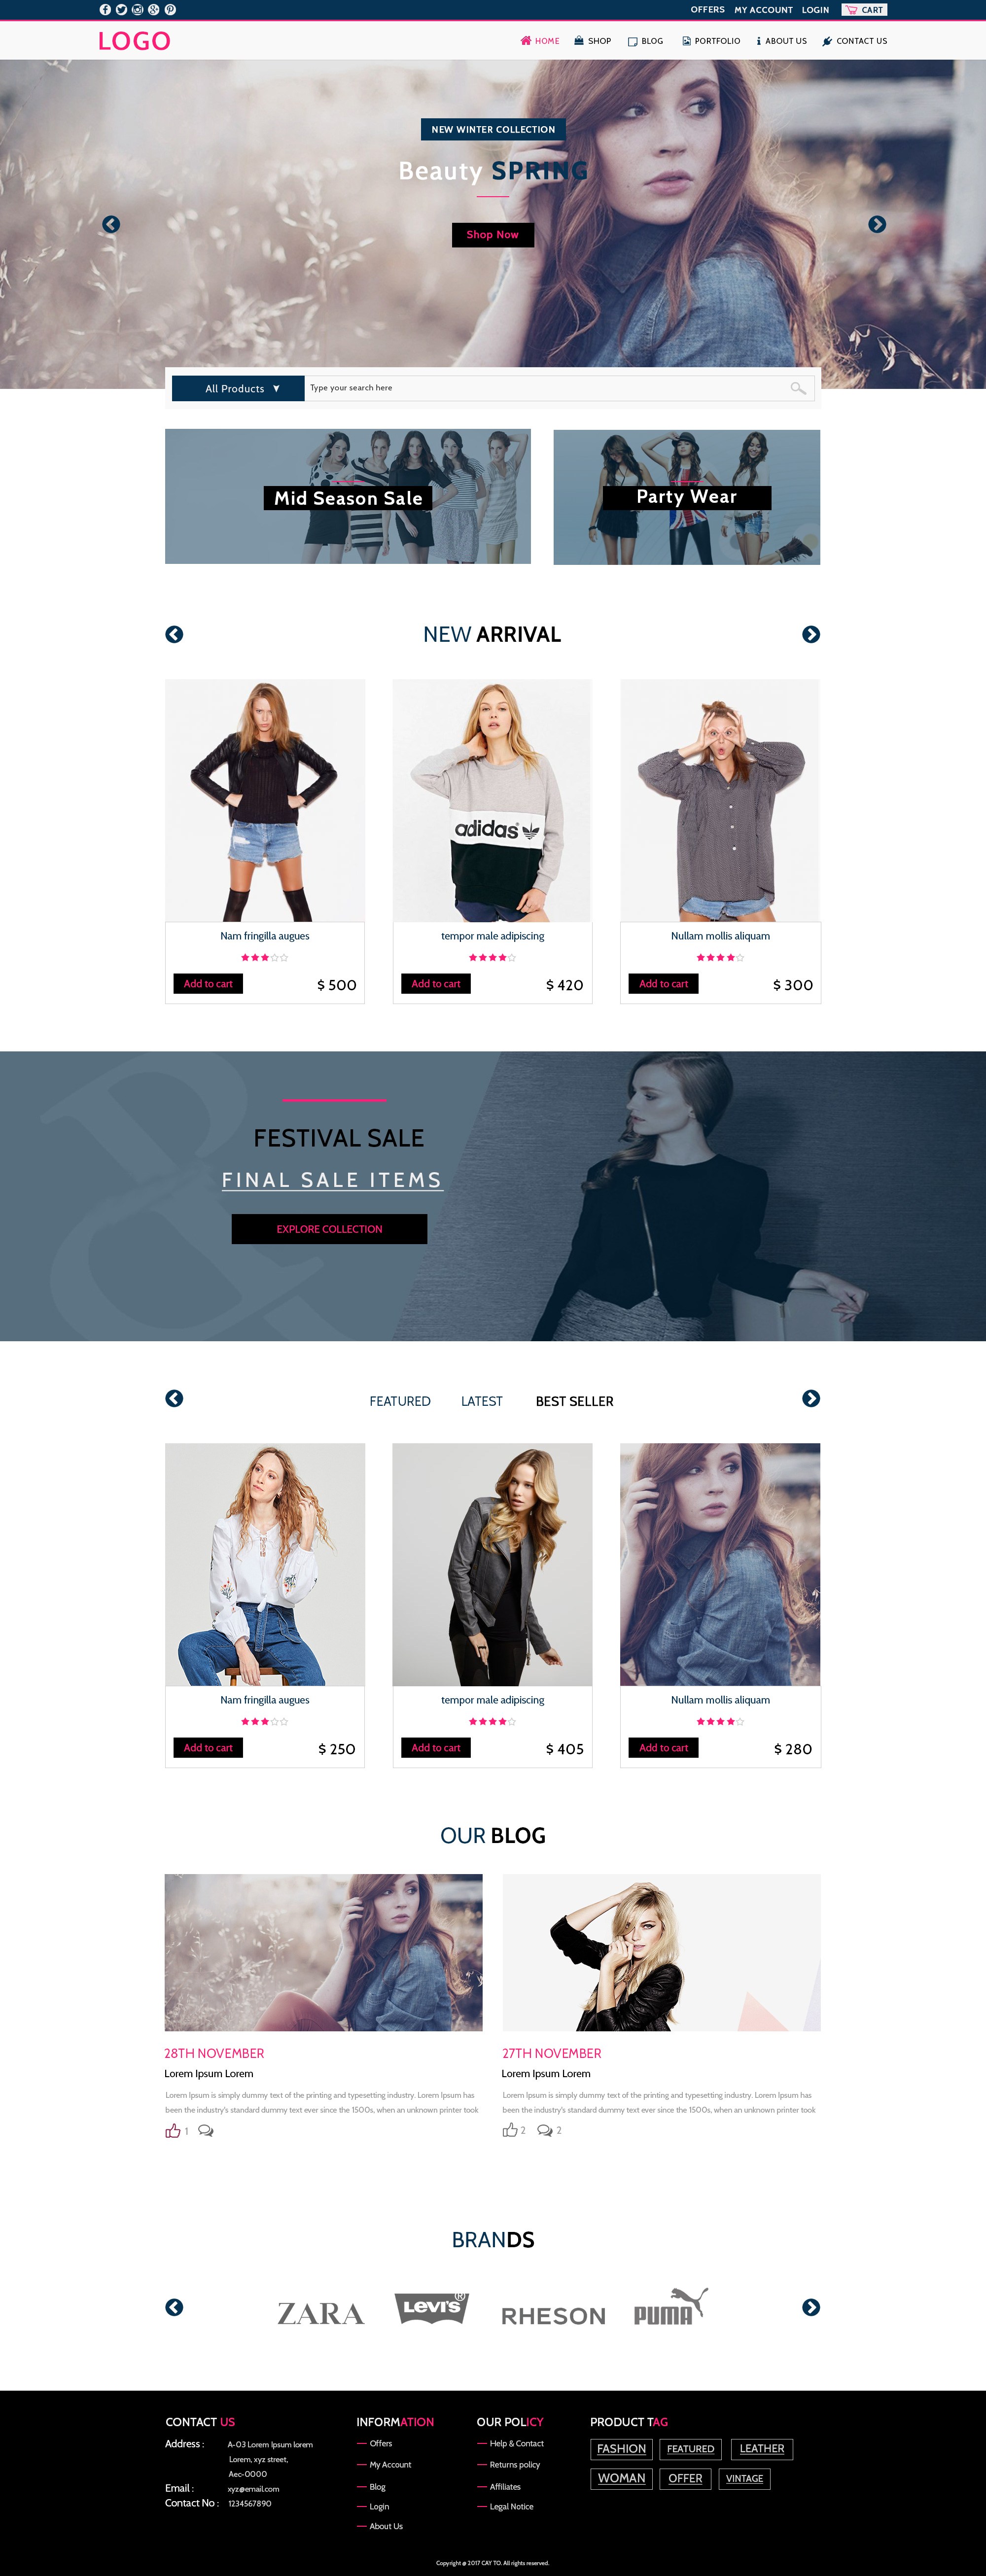 OFFERS MY ACCOUNT LOGIN CART
LOGO
HOME SHOP BLOG PORTFOLIO ABOUT US CONTACT US
NEW WINTER COLLECTION
Beauty SPRING
Shop Now
All Products ▼ Type your search here
Mid Season Sale
Party Wear
NEW ARRIVAL
adidas
Nam fringilla augues
Add to cart $ 500
tempor male adipiscing
Add to cart $ 420
Nullam mollis aliquam
Add to cart $ 300
&
FESTIVAL SALE
FINAL SALE ITEMS
EXPLORE COLLECTION
FEATURED LATEST BEST SELLER
Nam fringilla augues
Add to cart $ 250
tempor male adipiscing
Add to cart $ 405
Nullam mollis aliquam
Add to cart $ 280
OUR BLOG
28TH NOVEMBER
Lorem Ipsum Lorem
Lorem Ipsum is simply dummy text of the printing and typesetting industry. Lorem Ipsum has
been the industry's standard dummy text ever since the 1500s, when an unknown printer took
1
27TH NOVEMBER
Lorem Ipsum Lorem
Lorem Ipsum is simply dummy text of the printing and typesetting industry. Lorem Ipsum has
been the industry's standard dummy text ever since the 1500s, when an unknown printer took
2 2
BRANDS
ZARA
LEVI'S ®
RHESON
PUMA
CONTACT US
Address : A-03 Lorem Ipsum lorem
Lorem, xyz street,
Aec-0000
Email : xyz@email.com
Contact No : 1234567890
INFORMATION
Offers
My Account
Blog
Login
About Us
OUR POLICY
Help & Contact
Returns policy
Affiliates
Legal Notice
PRODUCT TAG
FASHION FEATURED LEATHER
WOMAN OFFER VINTAGE
Copyright @ 2017 CAY TO. All rights reserved.